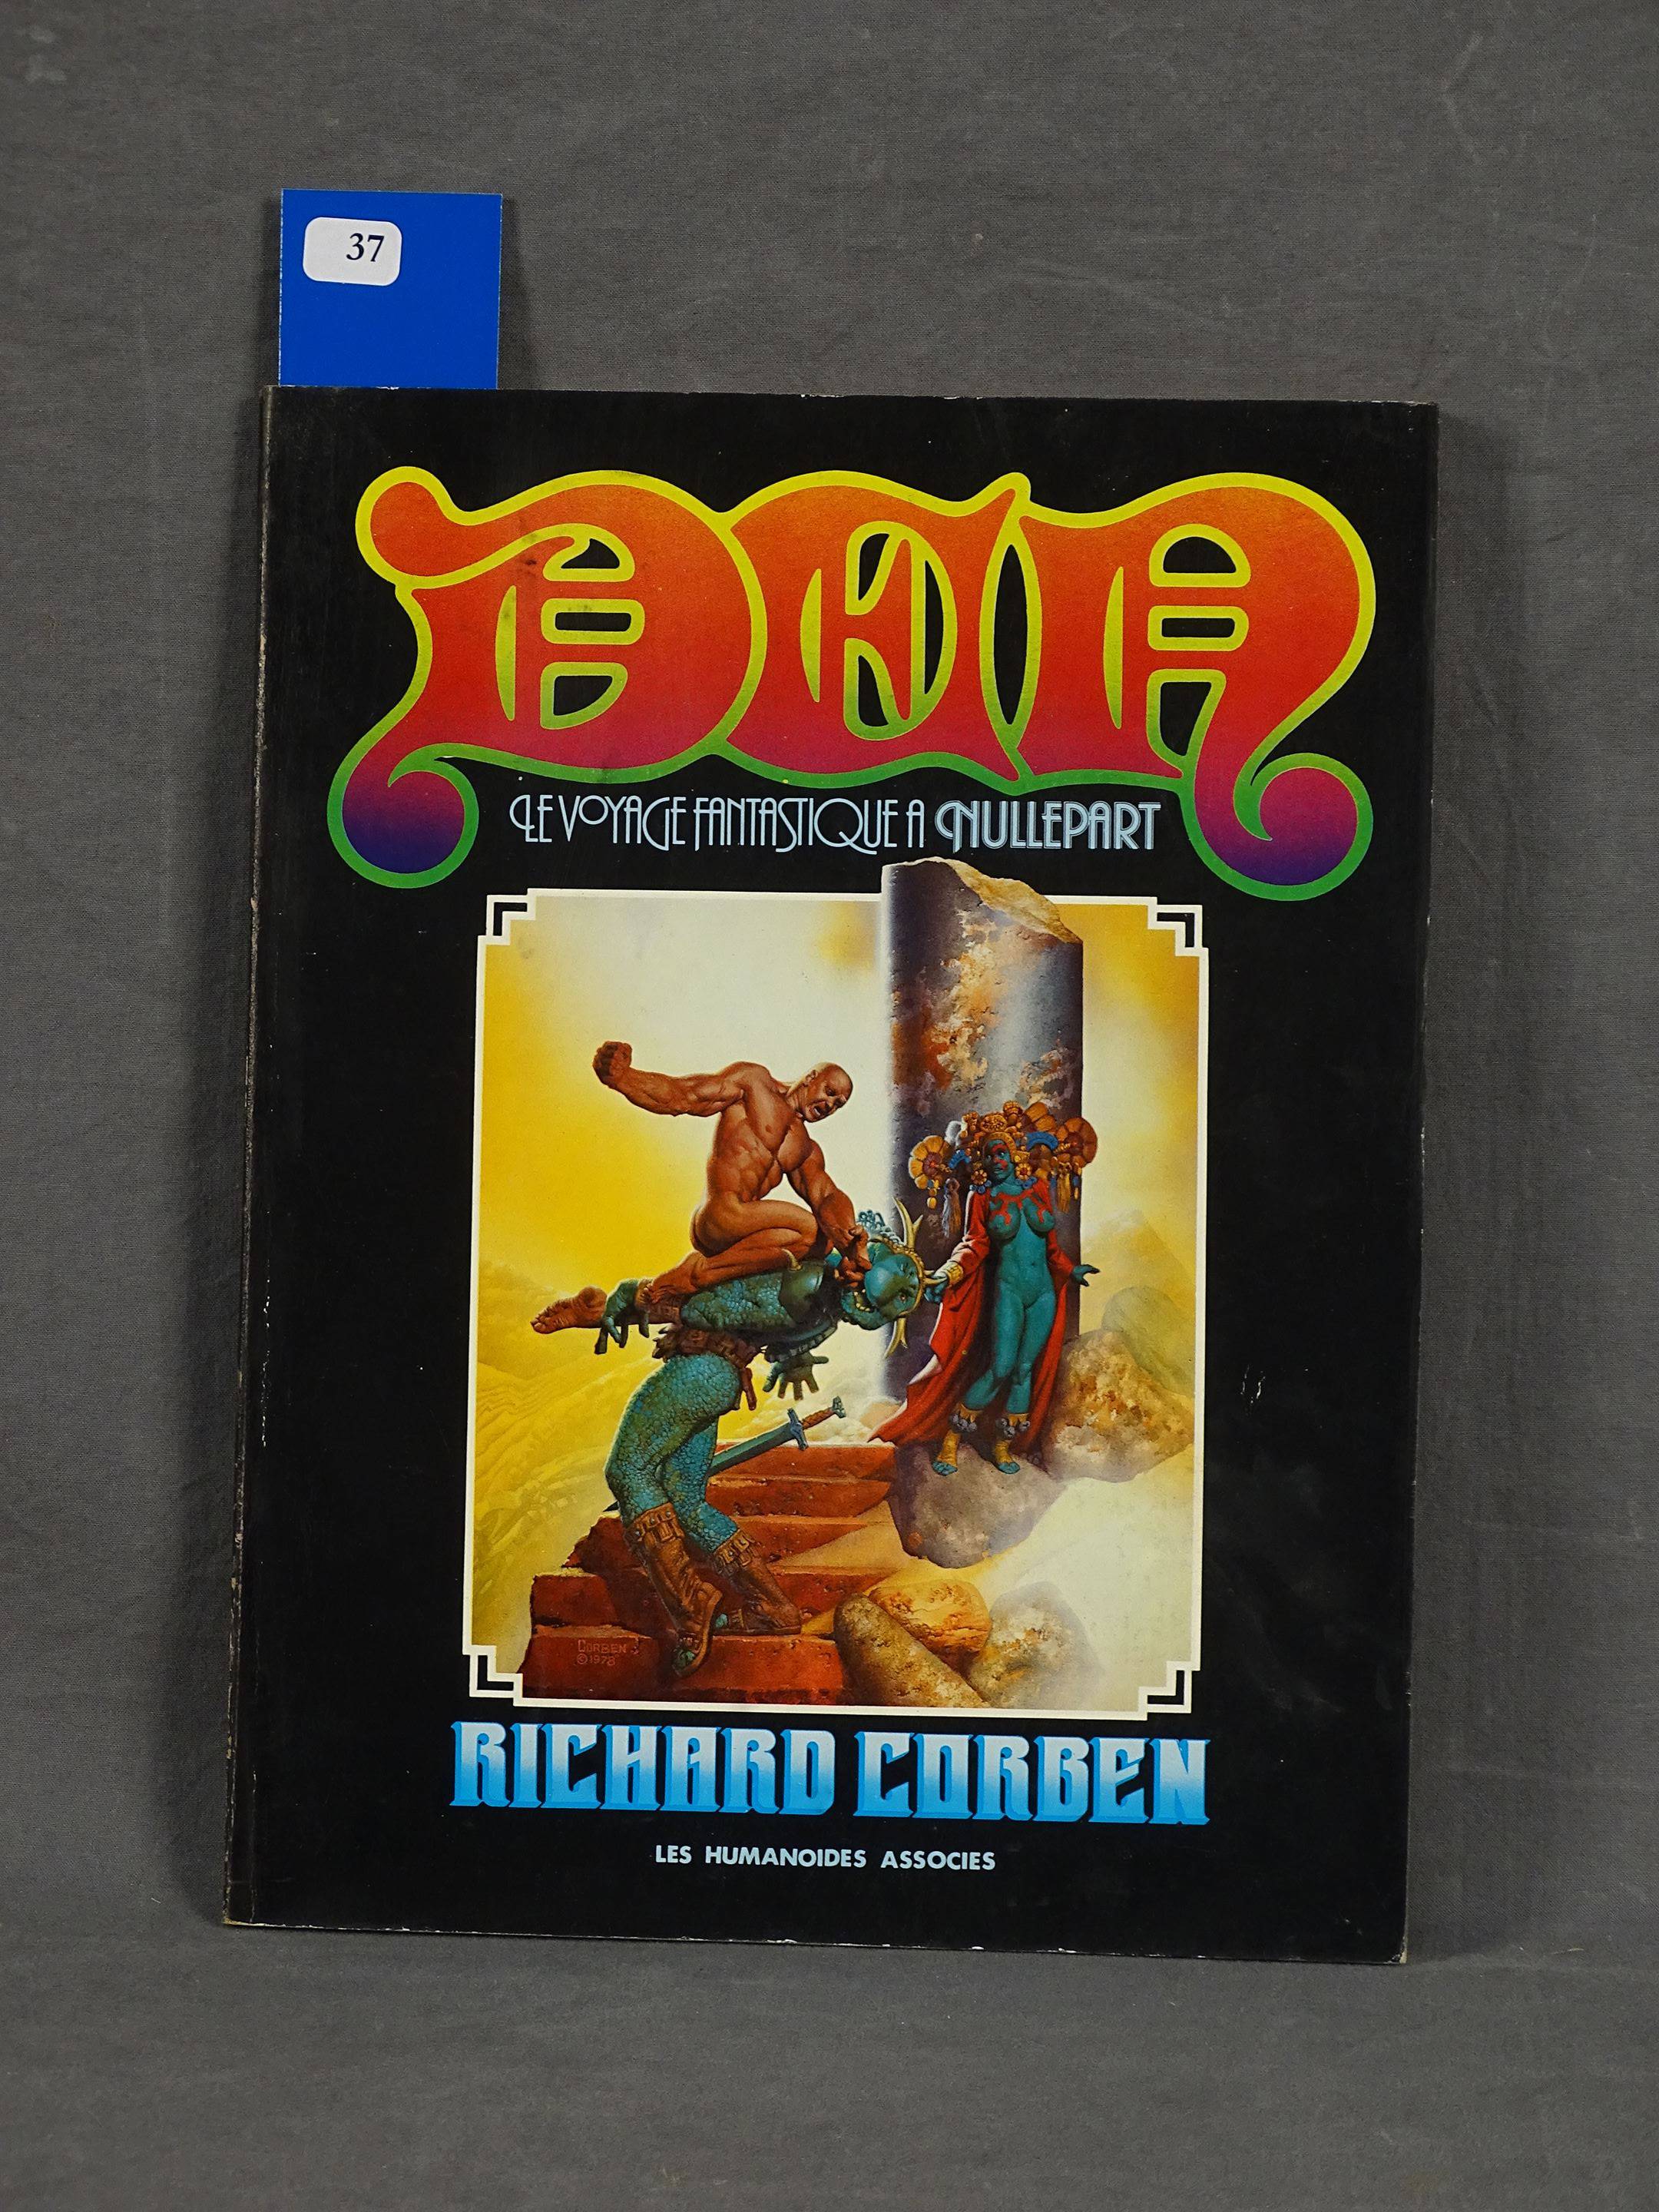 37
DEN
LE VOYAGE FANTASTIQUE A NULLEPART
CORBEN
©1978
RICHARD CORBEN
LES HUMANOIDES ASSOCIES